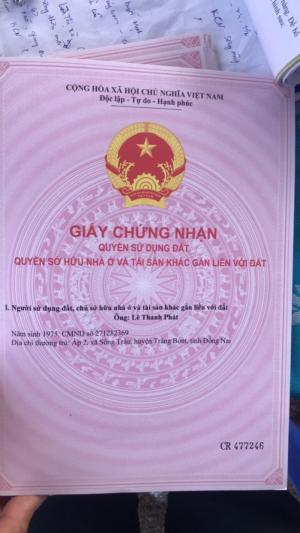 CỘNG HÒA XÃ HỘI CHỦ NGHĨA VIỆT NAM
Độc lập - Tự do - Hạnh phúc
GIẤY CHỨNG NHẬN
QUYỀN SỬ DỤNG ĐẤT
QUYỀN SỞ HỮU NHÀ Ở VÀ TÀI SẢN KHÁC GẮN LIỀN VỚI ĐẤT
I. Người sử dụng đất, chủ sở hữu nhà ở và tài sản khác gắn liền với đất
Ông: Lê Thanh Phát
Năm sinh 1975, CMND số 271282369
Địa chỉ thường trú: Ấp 2, xã Sông Trầu, huyện Trảng Bom, tỉnh Đồng Nai
CR 477246